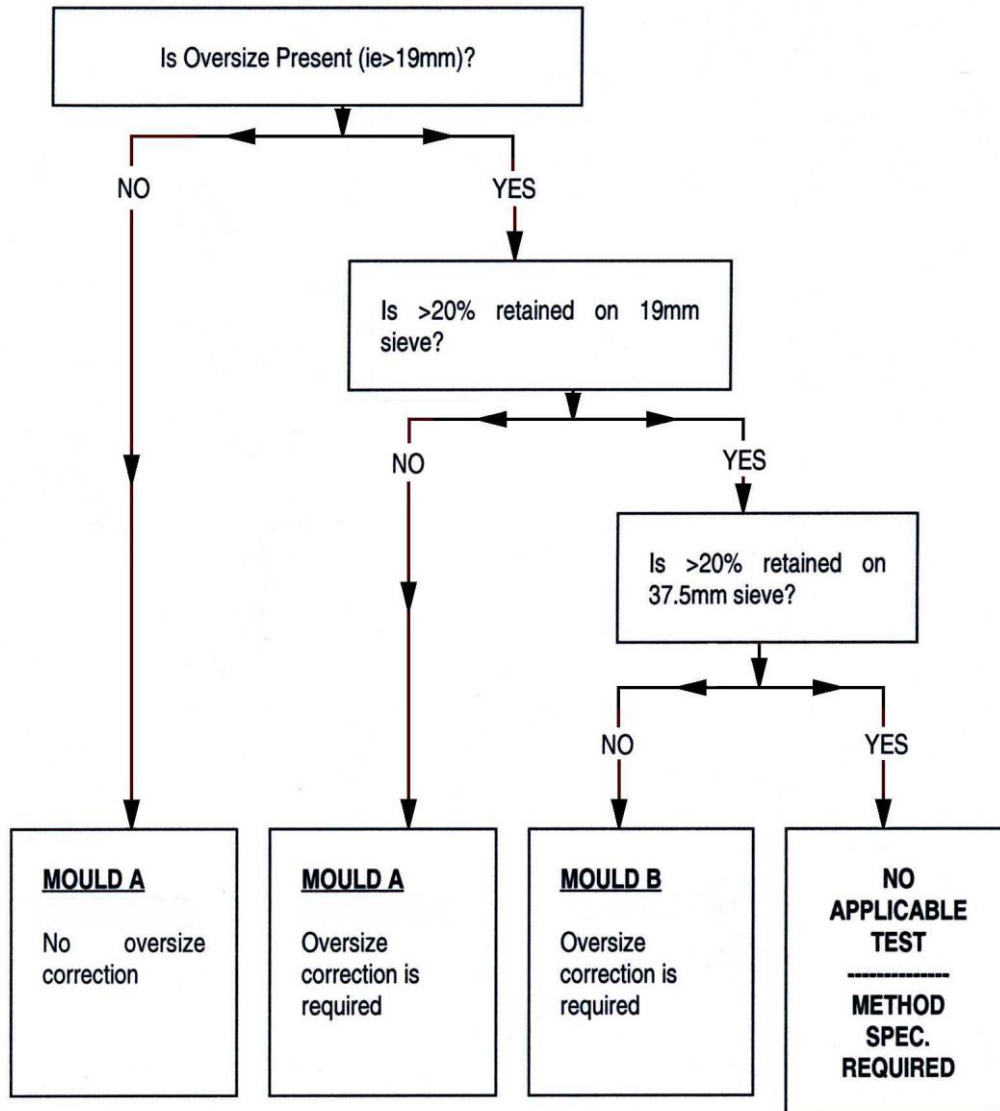 Is Oversize Present (ie>19mm)?
NO
YES
Is >20% retained on 19mm
sieve?
NO
YES
Is >20% retained on
37.5mm sieve?
NO
YES
MOULD A
No oversize
correction
MOULD A
Oversize
correction is
required
MOULD B
Oversize
correction is
required
NO
APPLICABLE
TEST
--------------
METHOD
SPEC.
REQUIRED